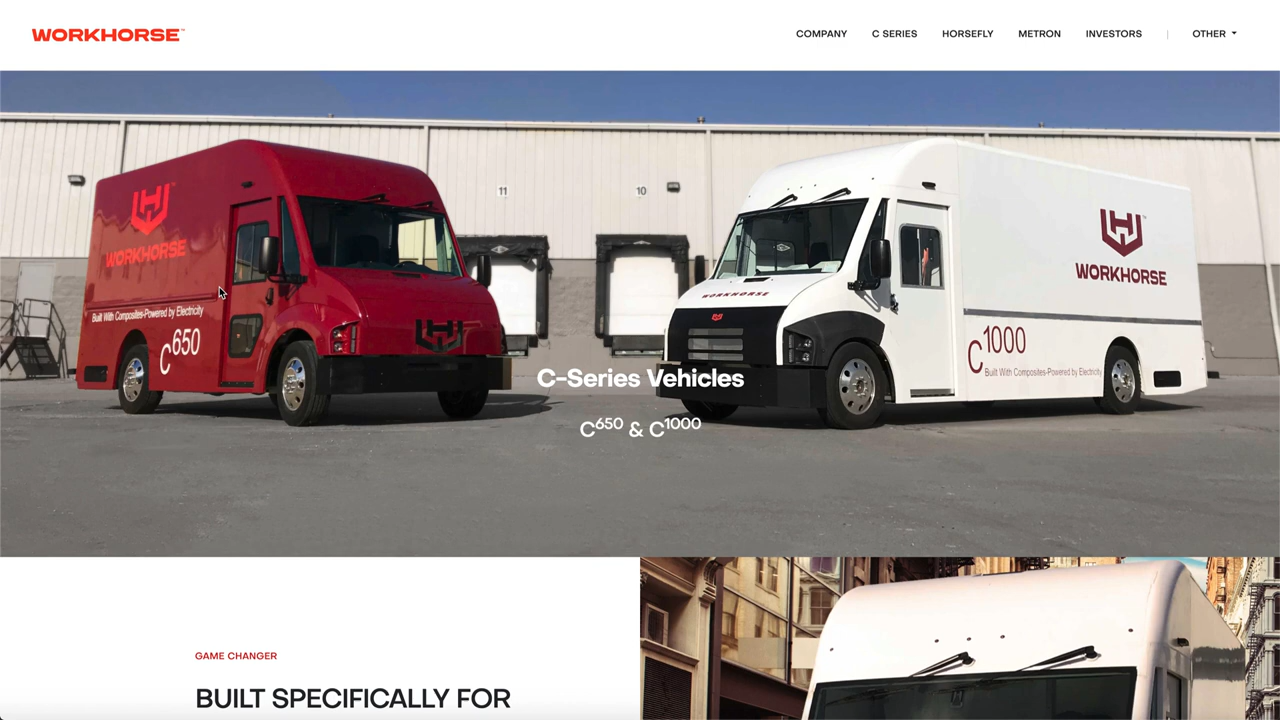 WORKHORSE™
COMPANY C SERIES HORSEFLY METRON INVESTORS | OTHER
11
10
WORKHORSE
Built With Composites-Powered by Electricity
C650
WORKHORSE
WORKHORSE
C1000
Built With Composites-Powered by Electricity
C-Series Vehicles
C650 & C1000
GAME CHANGER
BUILT SPECIFICALLY FOR